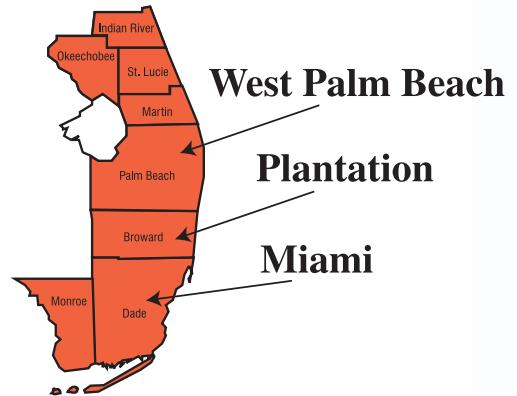 Indian River
Okeechobee
St. Lucie
West Palm Beach
Martin
Palm Beach
Plantation
Broward
Miami
Monroe
Dade